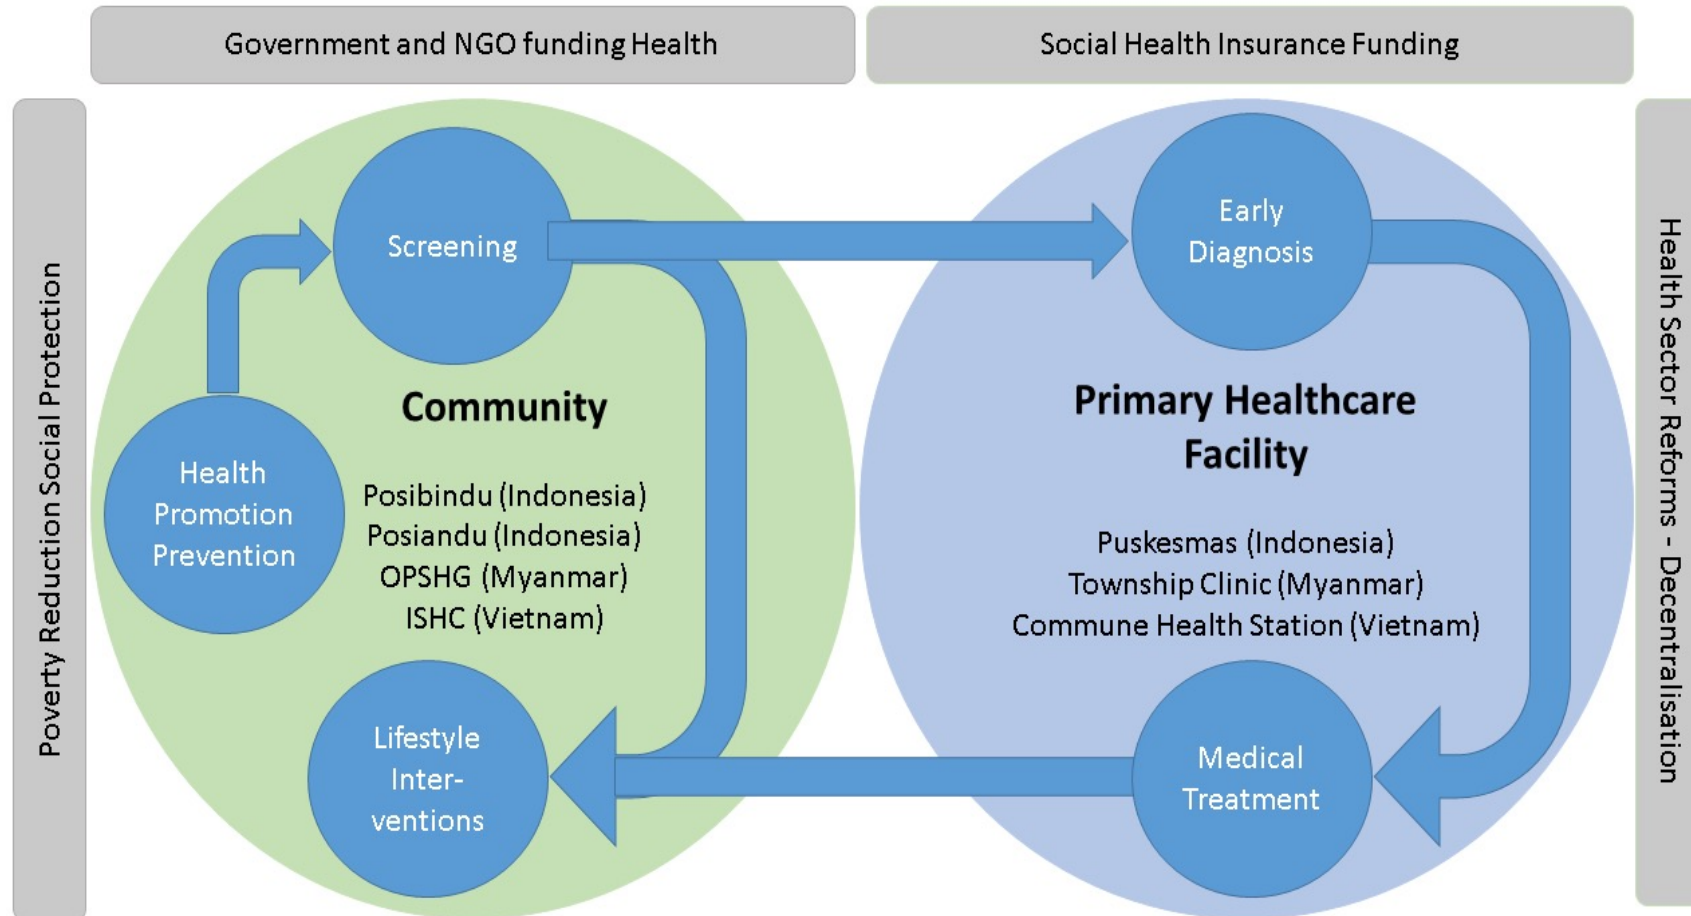 Government and NGO funding Health
Social Health Insurance Funding
Poverty Reduction Social Protection
Screening
Health
Promotion
Prevention
Community
Posibindu (Indonesia)
Posiandu (Indonesia)
OPSHG (Myanmar)
ISHC (Vietnam)
Lifestyle
Inter-
ventions
Early
Diagnosis
Primary Healthcare
Facility
Puskesmas (Indonesia)
Township Clinic (Myanmar)
Commune Health Station (Vietnam)
Medical
Treatment
Health Sector Reforms - Decentralisation